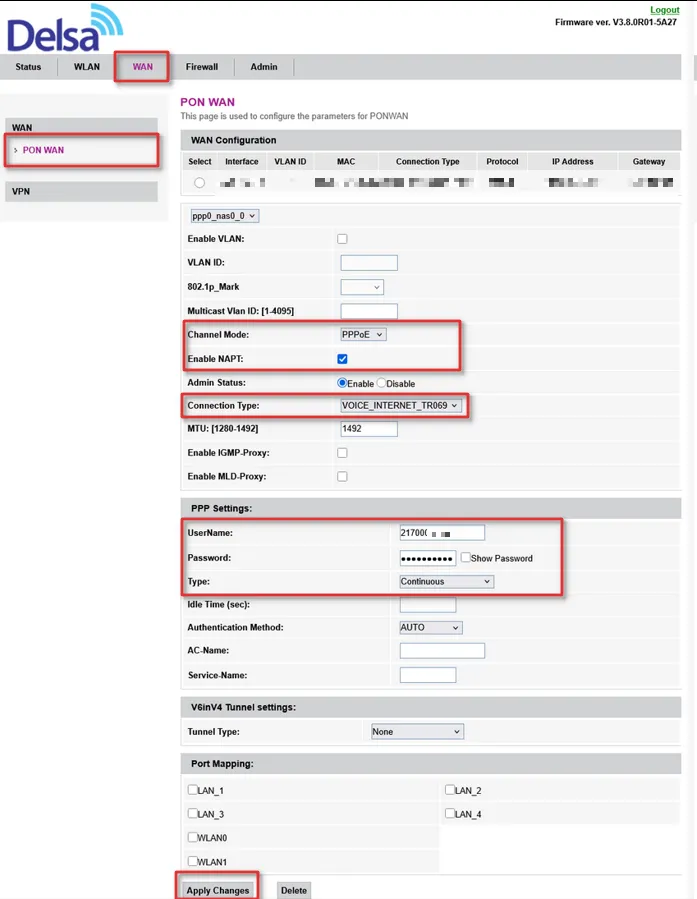 Logout
Delsa
Firmware ver. V3.8.0R01-5A27
Status WLAN WAN Firewall Admin
PON WAN
This page is used to configure the parameters for PONWAN
WAN
> PON WAN
VPN
WAN Configuration
Select Interface VLAN ID MAC Connection Type Protocol IP Address Gateway
ppp0_nas0_0
Enable VLAN:
VLAN ID:
802.1p_Mark
Multicast Vlan ID: [1-4095]
Channel Mode: PPPoE
Enable NAPT:
Admin Status: Enable Disable
Connection Type: VOICE_INTERNET_TR069
MTU: [1280-1492] 1492
Enable IGMP-Proxy:
Enable MLD-Proxy:
PPP Settings:
UserName: 21700
Password: •••••••••• Show Password
Type: Continuous
Idle Time (sec):
Authentication Method: AUTO
AC-Name:
Service-Name:
V6inV4 Tunnel settings:
Tunnel Type: None
Port Mapping:
LAN_1 LAN_2
LAN_3 LAN_4
WLAN0
WLAN1
Apply Changes Delete